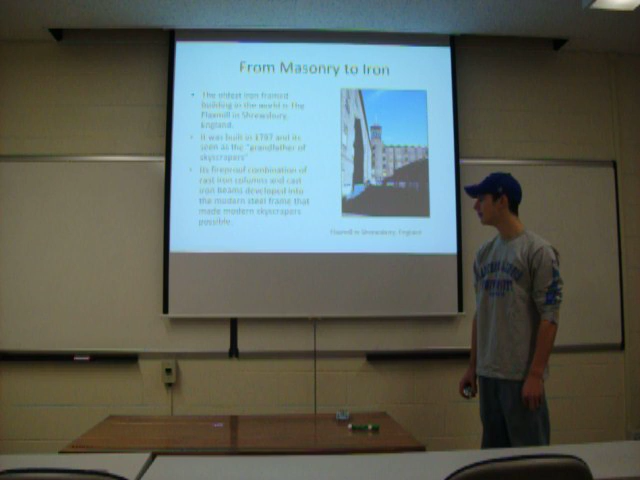 From Masonry to Iron
• The oldest iron framed
building in the world is The
Flaxmill in Shrewsbury,
England.
• It was built in 1797 and its
seen as the "grandfather of
skyscrapers"
• Its fireproof combination of
cast iron columns and cast
iron beams developed into
the modern steel frame that
made modern skyscrapers
possible.
Flaxmill in Shrewsbury, England